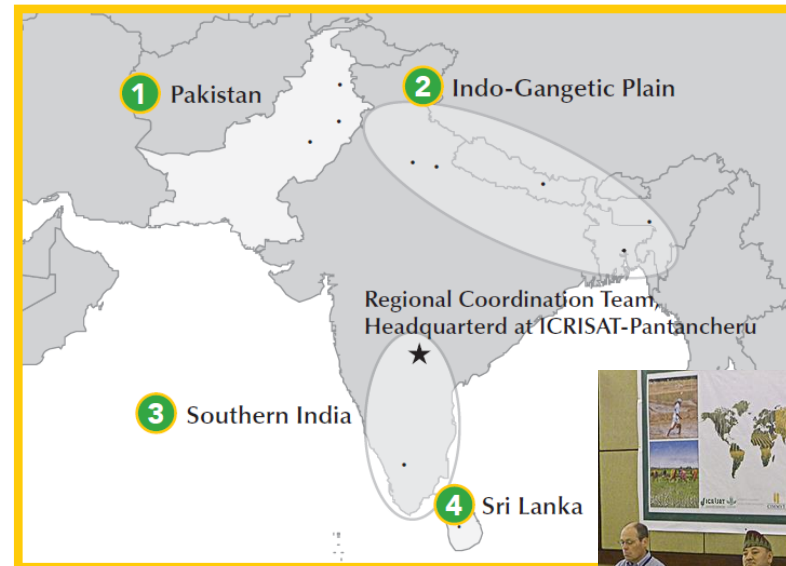 1 Pakistan
2 Indo-Gangetic Plain
Regional Coordination Team,
Headquarterd at ICRISAT-Pantancheru
3 Southern India
4 Sri Lanka
ICRISAT